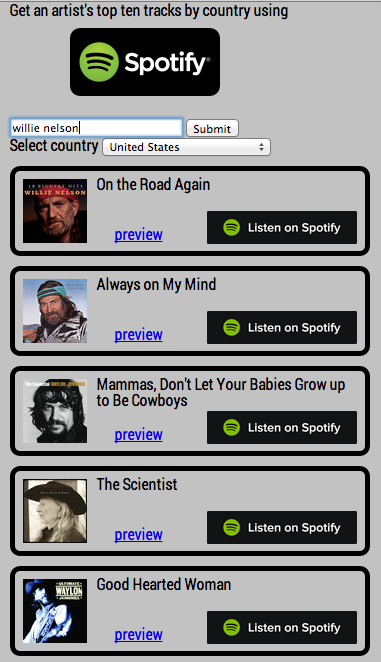 Get an artist's top ten tracks by country using
Spotify®
willie nelson
Submit
Select country
United States
16 BIGGEST HITS
WILLIE NELSON
On the Road Again
preview
Listen on Spotify
Always on My Mind
preview
Listen on Spotify
The Essential WAYLON JENNINGS
Mammas, Don't Let Your Babies Grow up
to Be Cowboys
preview
Listen on Spotify
The Scientist
preview
Listen on Spotify
ULTIMATE
WAYLON
JENNINGS
Good Hearted Woman
preview
Listen on Spotify